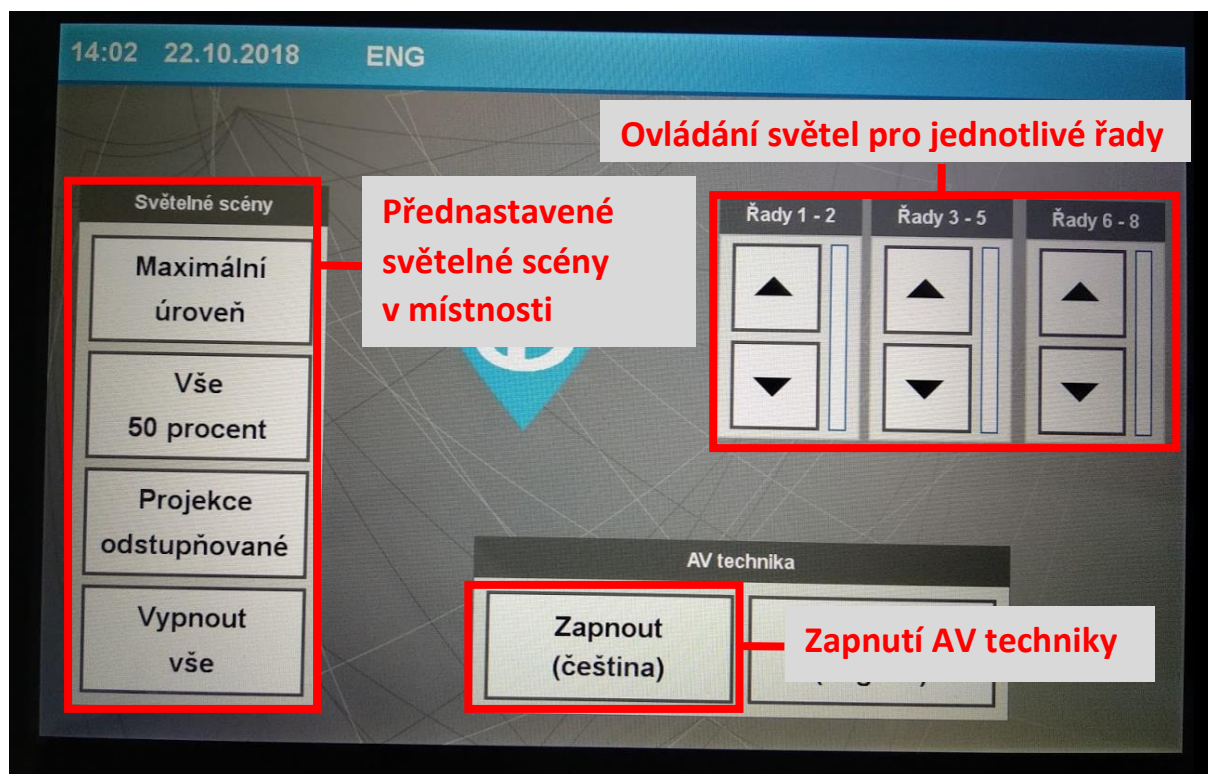 14:02 22.10.2018 ENG
Ovládání světel pro jednotlivé řady
Světelné scény
Maximální
úroveň
Vše
50 procent
Projekce
odstupňované
Vypnout
vše
Přednastavené
světelné scény
v místnosti
Řady 1 - 2
Řady 3 - 5
Řady 6 - 8
AV technika
Zapnout
(čeština)
Zapnutí AV techniky